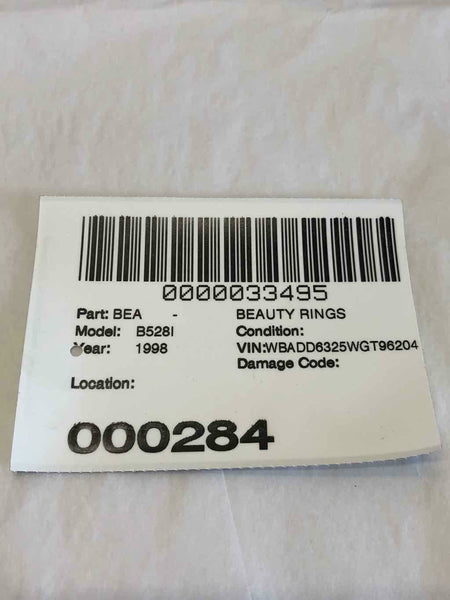 0000033495
Part: BEA - BEAUTY RINGS
Model: B528I Condition:
Year: 1998 VIN:WBADD6325WGT96204
Damage Code:
Location:
000284